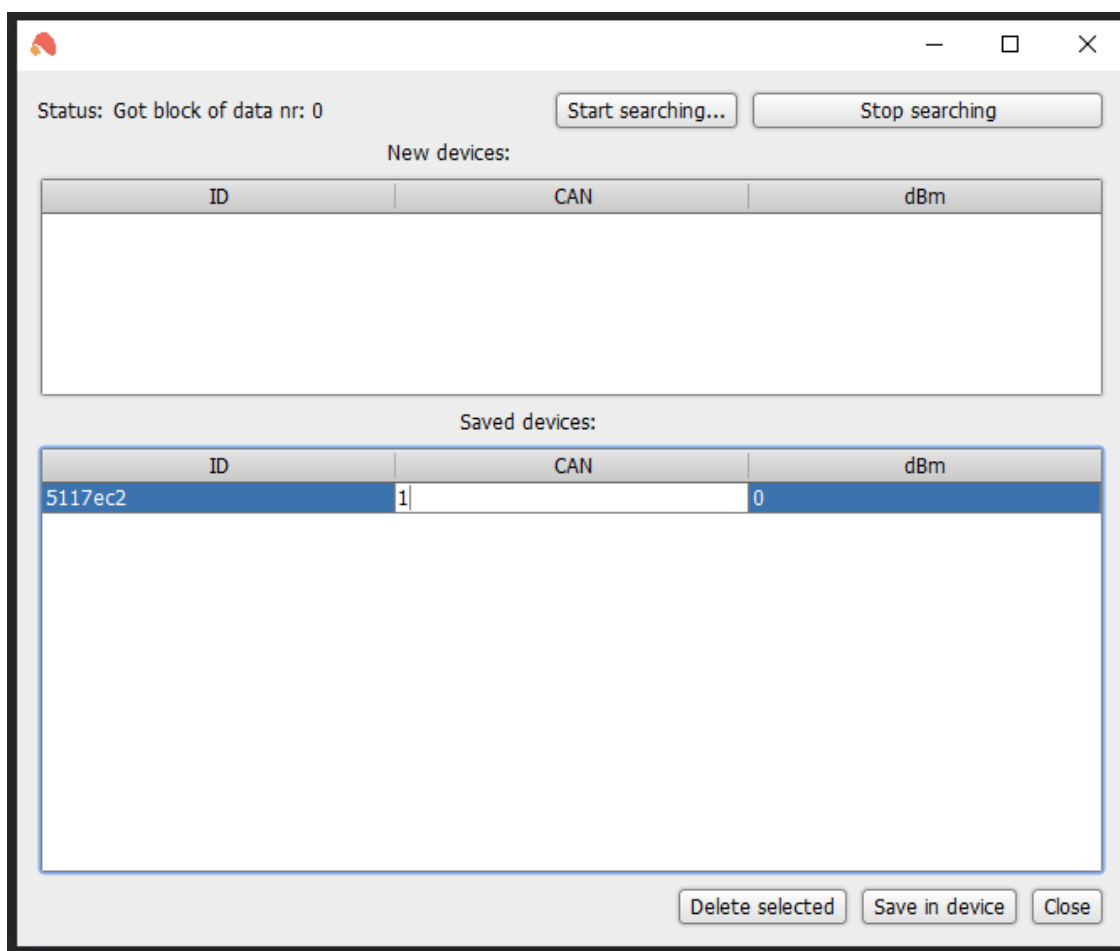 Status: Got block of data nr: 0 Start searching... Stop searching
New devices:
ID CAN dBm
Saved devices:
ID CAN dBm
5117ec2 1 0
Delete selected Save in device Close